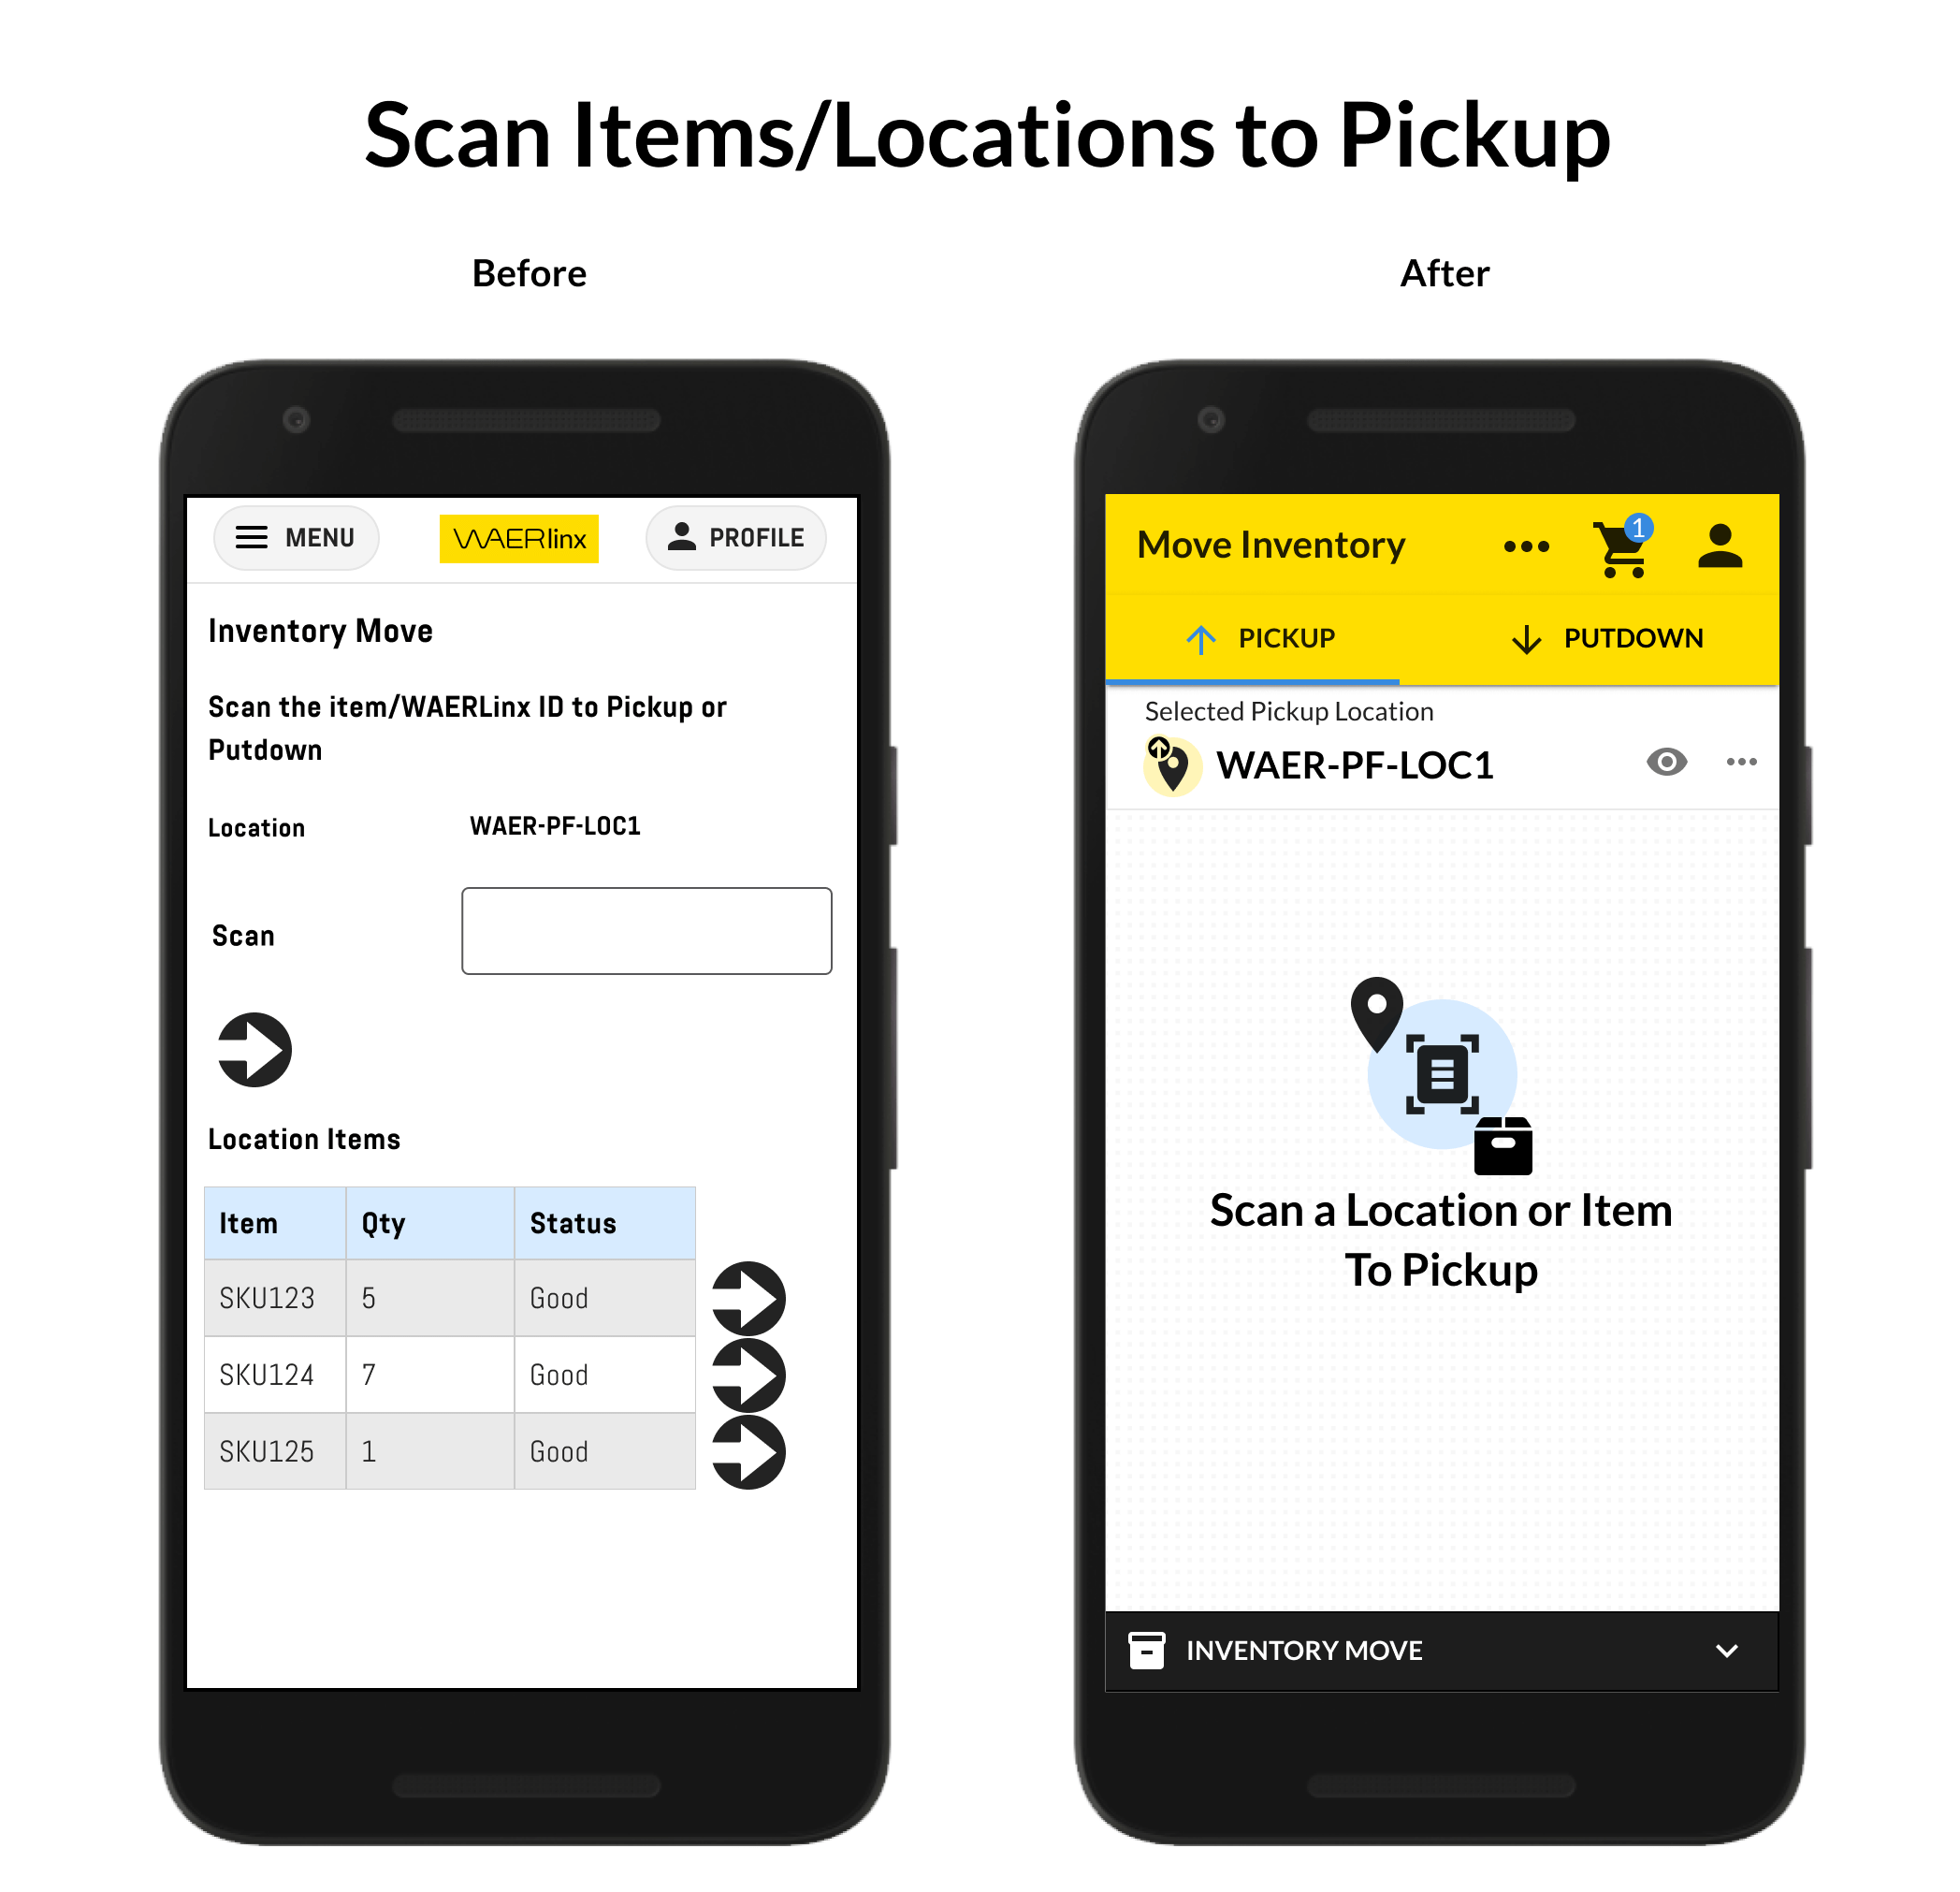 Scan Items/Locations to Pickup
Before
After
MENU
WAERlinx
PROFILE
Inventory Move
Scan the item/WAERLinx ID to Pickup or
Putdown
Location WAER-PF-LOC1
Scan
Location Items
Item Qty Status
SKU123 5 Good
SKU124 7 Good
SKU125 1 Good
Move Inventory
1
PICKUP
PUTDOWN
Selected Pickup Location
WAER-PF-LOC1
Scan a Location or Item
To Pickup
INVENTORY MOVE